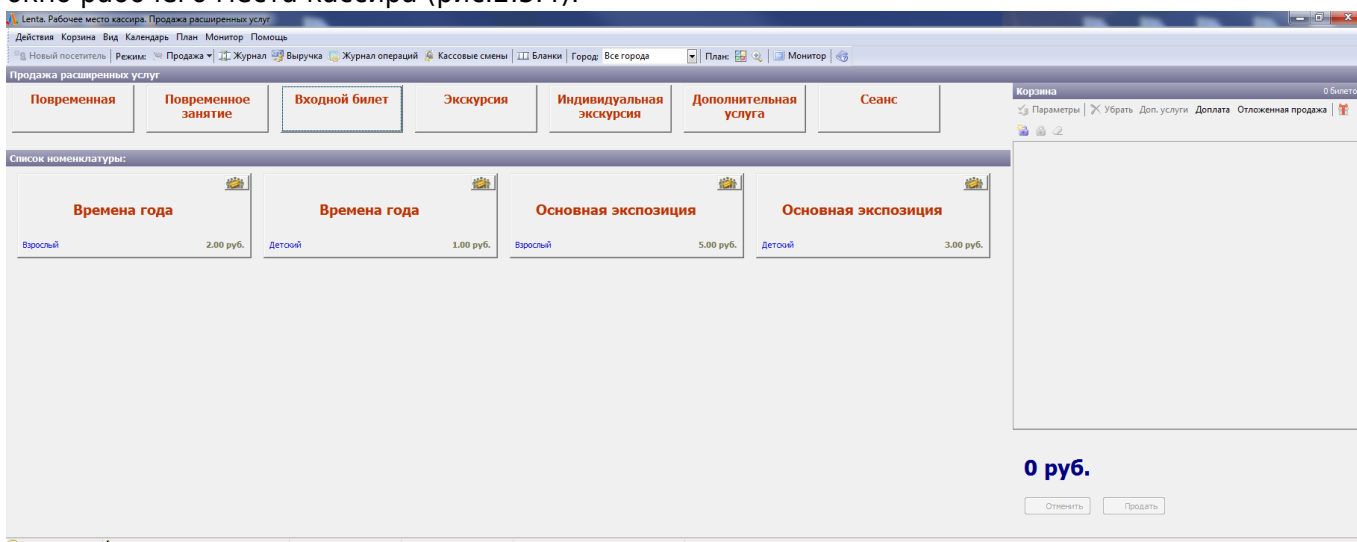 окно рабочего места кассира (рис.2.3.4).
Lenta. Рабочее место кассира. Продажа расширенных услуг
Действия Корзина Вид Календарь План Монитор Помощь
Новый посетитель Режим: Продажа Журнал Выручка Журнал операций Кассовые смены Бланки Город: Все города План: Монитор
Продажа расширенных услуг
Повременная
Повременное занятие
Входной билет
Экскурсия
Индивидуальная экскурсия
Дополнительная услуга
Сеанс
Список номенклатуры:
Времена года
Взрослый 2.00 руб.
Времена года
Детский 1.00 руб.
Основная экспозиция
Взрослый 5.00 руб.
Основная экспозиция
Детский 3.00 руб.
Корзина 0 билето
Параметры Убрать Доп. услуги Доплата Отложенная продажа
0 руб.
Отменить Продать